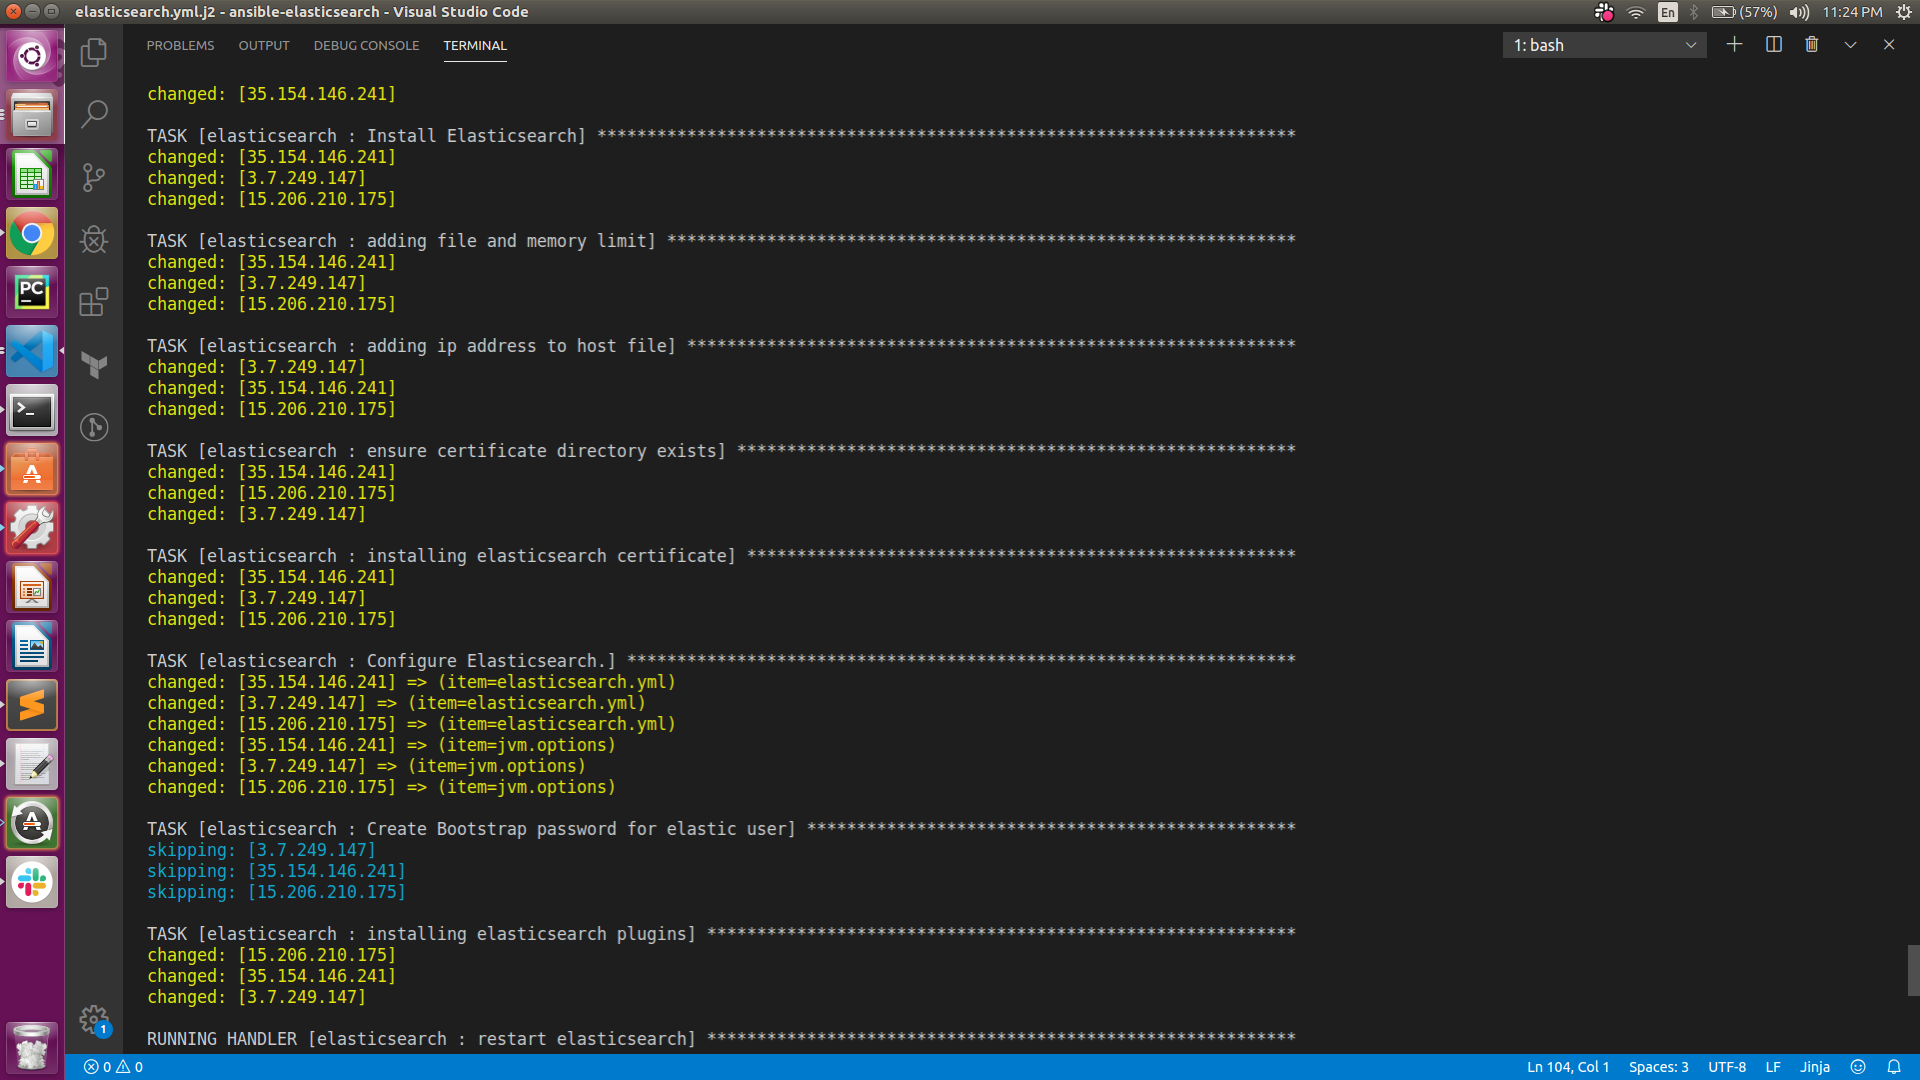 elasticsearch.yml.j2 - ansible-elasticsearch - Visual Studio Code
En
(57%)
11:24 PM
PROBLEMS OUTPUT DEBUG CONSOLE TERMINAL
1: bash
changed: [35.154.146.241]
TASK [elasticsearch : Install Elasticsearch] **********************************************************************
changed: [35.154.146.241]
changed: [3.7.249.147]
changed: [15.206.210.175]
TASK [elasticsearch : adding file and memory limit] ***************************************************************
changed: [35.154.146.241]
changed: [3.7.249.147]
changed: [15.206.210.175]
TASK [elasticsearch : adding ip address to host file] *************************************************************
changed: [3.7.249.147]
changed: [35.154.146.241]
changed: [15.206.210.175]
TASK [elasticsearch : ensure certificate directory exists] ********************************************************
changed: [35.154.146.241]
changed: [15.206.210.175]
changed: [3.7.249.147]
TASK [elasticsearch : installing elasticsearch certificate] *******************************************************
changed: [35.154.146.241]
changed: [3.7.249.147]
changed: [15.206.210.175]
TASK [elasticsearch : Configure Elasticsearch.] *******************************************************************
changed: [35.154.146.241] => (item=elasticsearch.yml)
changed: [3.7.249.147] => (item=elasticsearch.yml)
changed: [15.206.210.175] => (item=elasticsearch.yml)
changed: [35.154.146.241] => (item=jvm.options)
changed: [3.7.249.147] => (item=jvm.options)
changed: [15.206.210.175] => (item=jvm.options)
TASK [elasticsearch : Create Bootstrap password for elastic user] *************************************************
skipping: [3.7.249.147]
skipping: [35.154.146.241]
skipping: [15.206.210.175]
TASK [elasticsearch : installing elasticsearch plugins] ***********************************************************
changed: [15.206.210.175]
changed: [35.154.146.241]
changed: [3.7.249.147]
RUNNING HANDLER [elasticsearch : restart elasticsearch] ***********************************************************
PC
1
0 0
Ln 104, Col 1
Spaces: 3
UTF-8
LF
Jinja